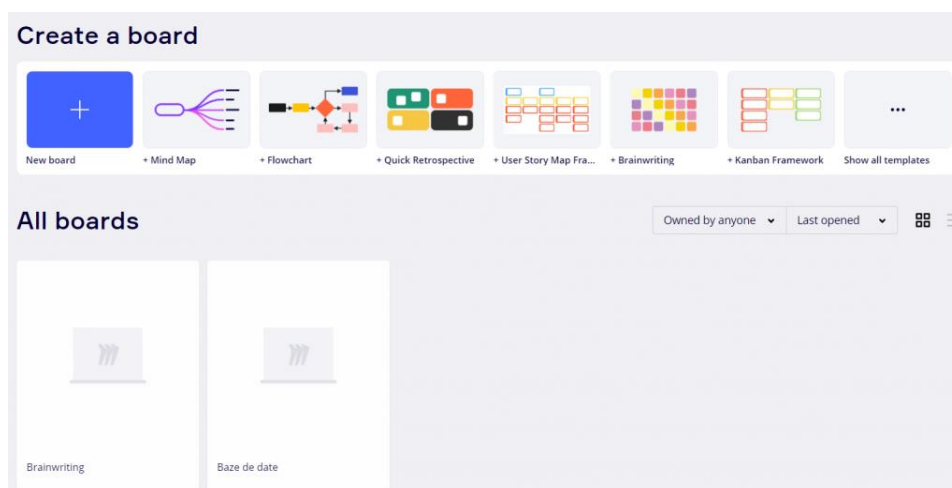 Create a board
New board
+ Mind Map
+ Flowchart
+ Quick Retrospective
+ User Story Map Fra...
+ Brainwriting
+ Kanban Framework
Show all templates
All boards
Owned by anyone
Last opened
Brainwriting
Baze de date